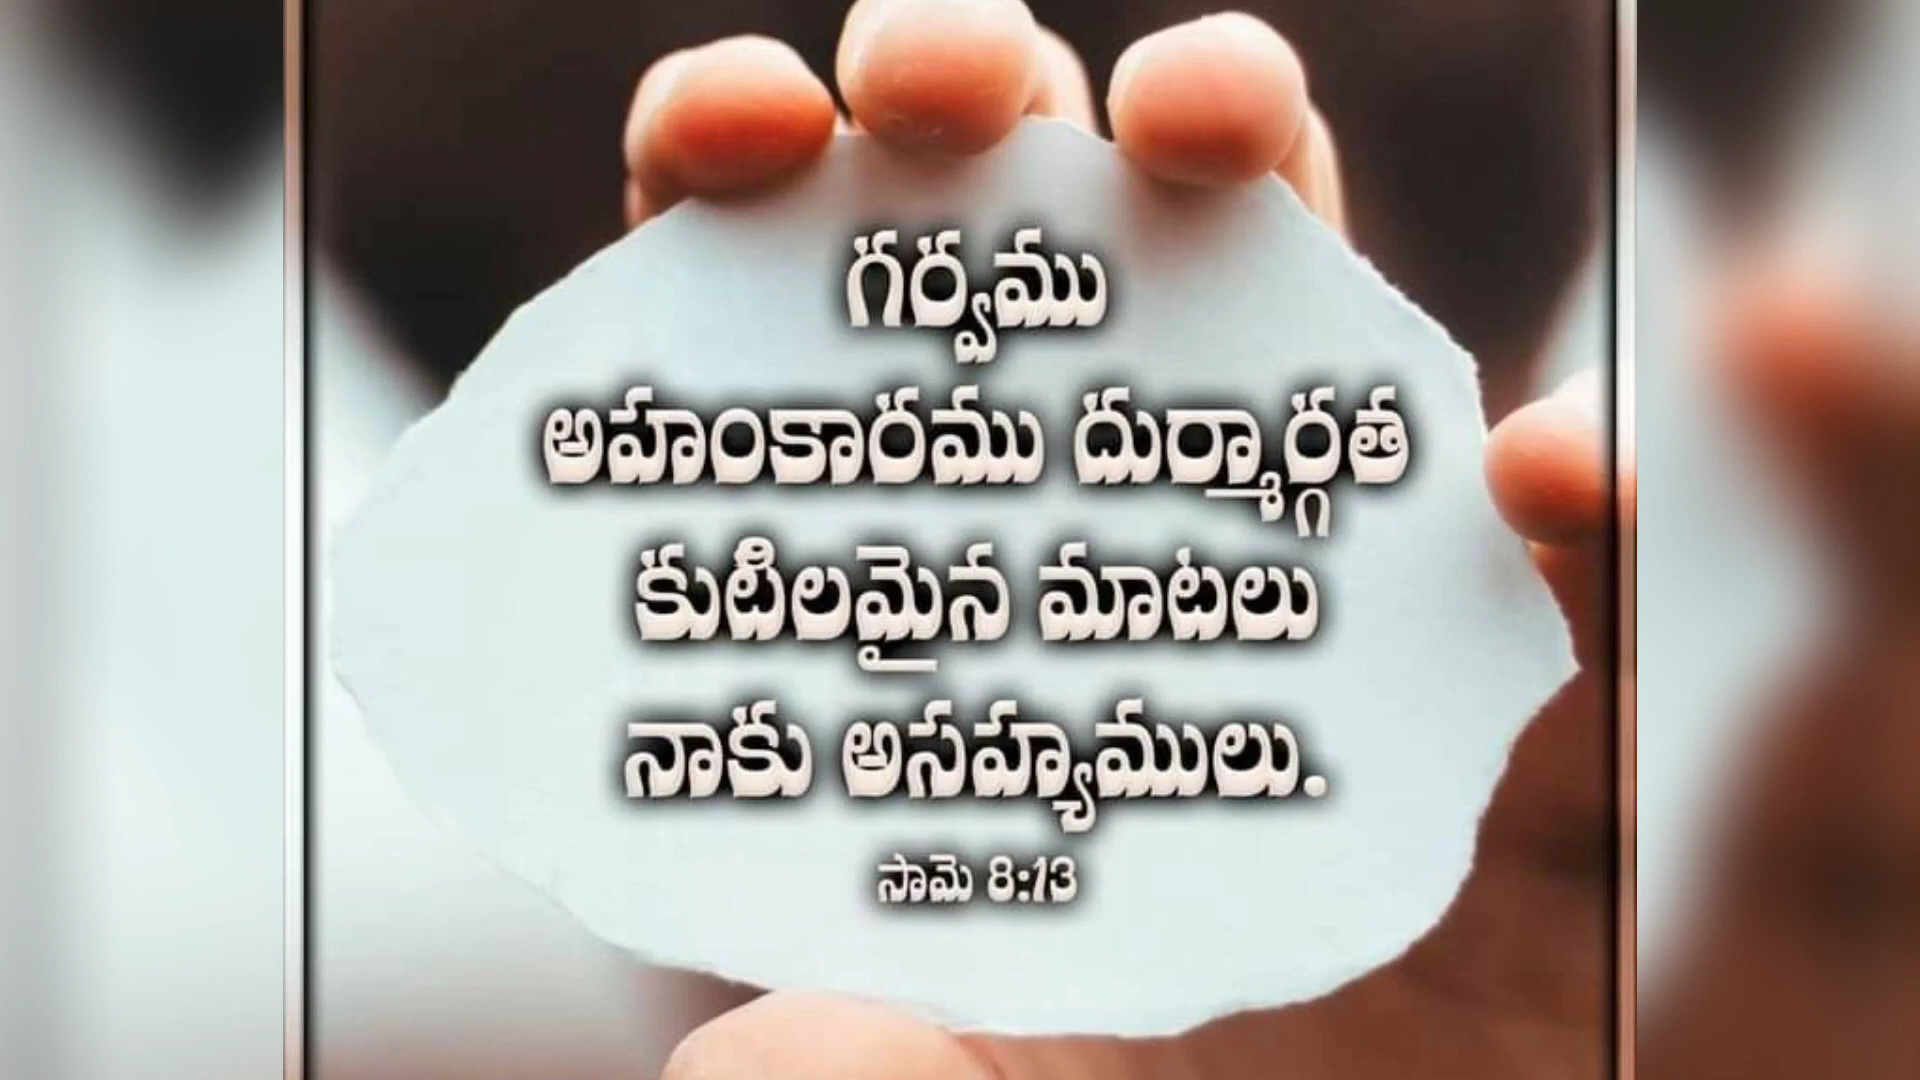 గర్వము
అహంకారము దుర్మార్గత
కుటిలమైన మాటలు
నాకు అసహ్యములు.
సామె 8:13